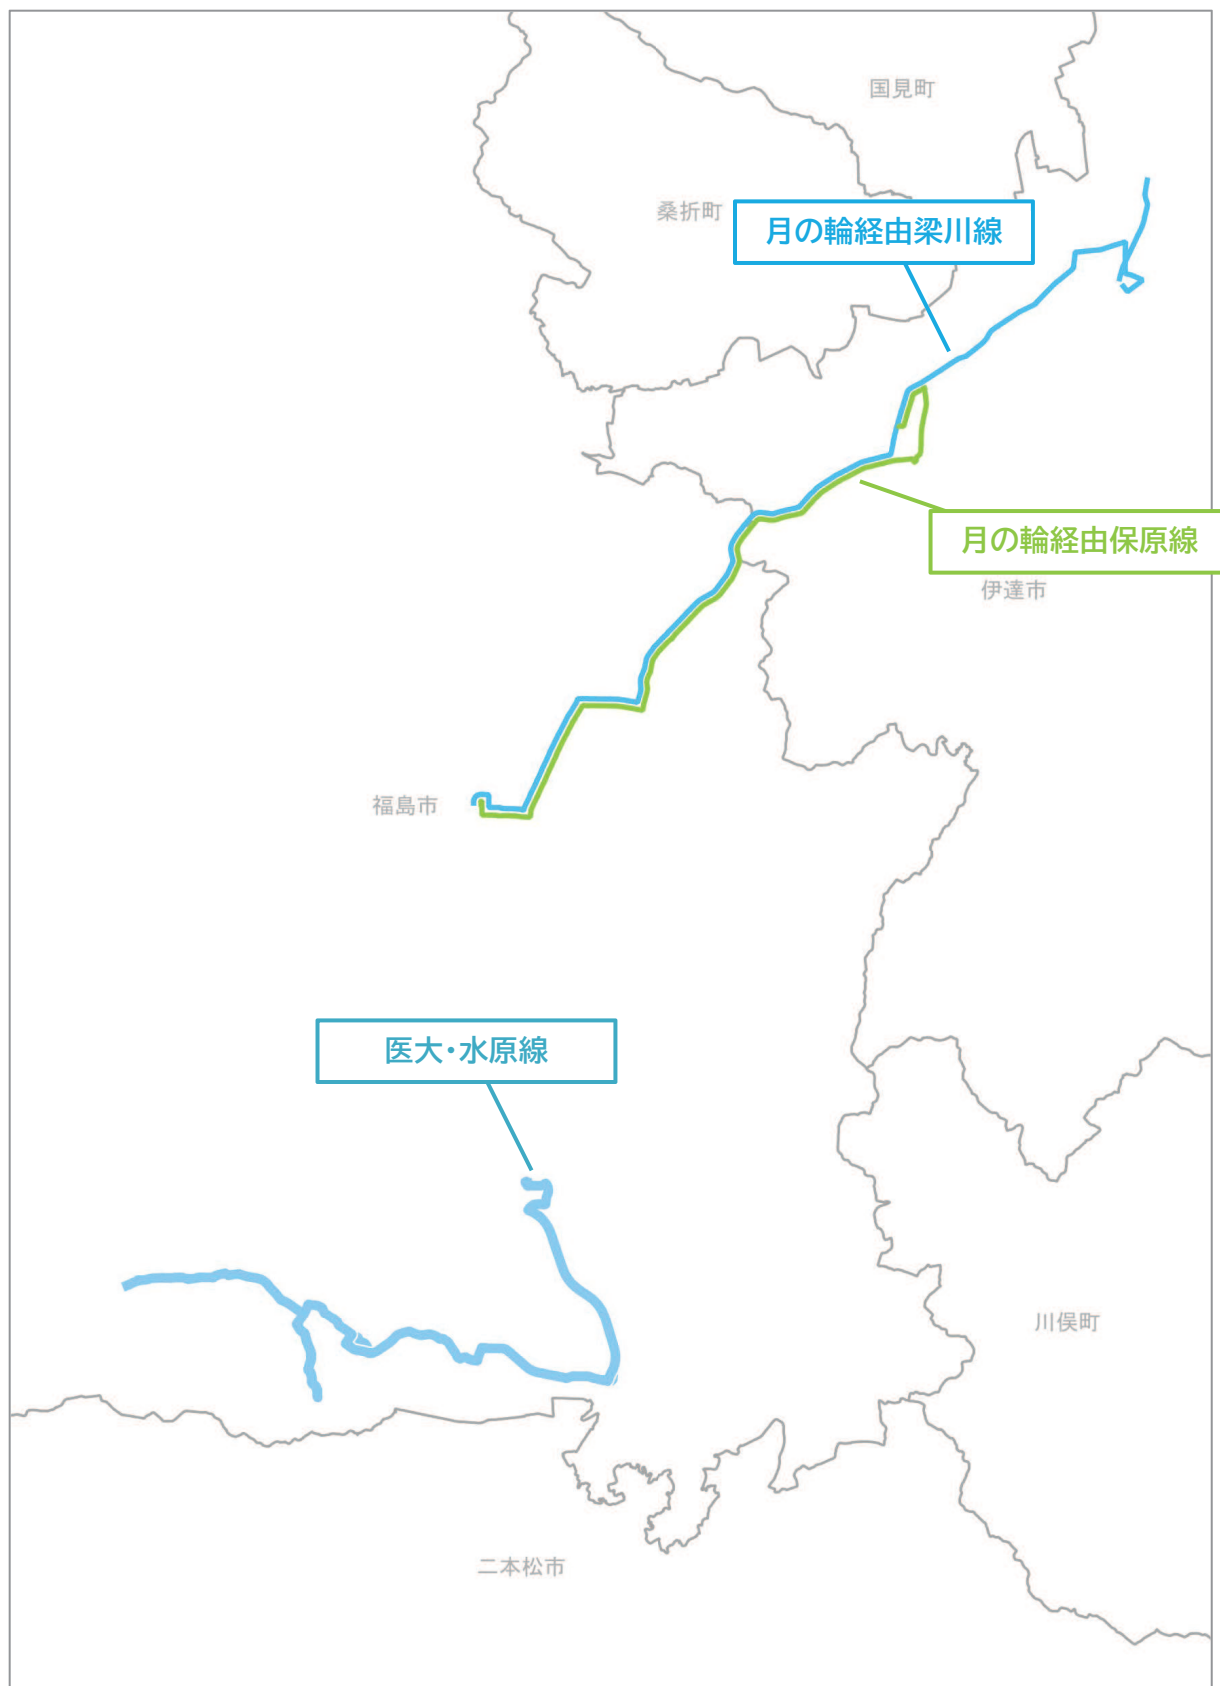 国見町
桑折町
月の輪経由梁川線
月の輪経由保原線
伊達市
福島市
医大・水原線
川俣町
二本松市